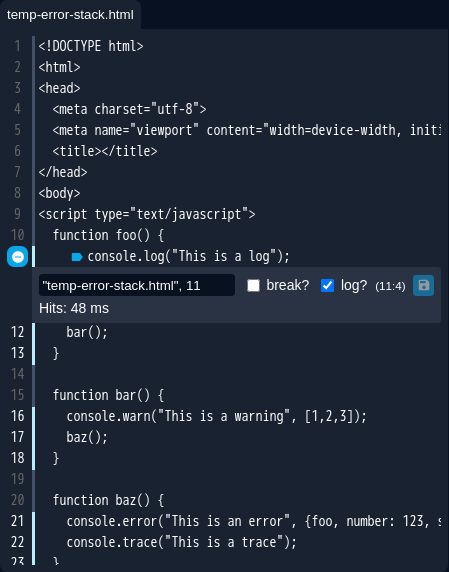 temp-error-stack.html
1 <!DOCTYPE html>
2 <html>
3 <head>
4 <meta charset="utf-8">
5 <meta name="viewport" content="width=device-width, initi
6 <title></title>
7 </head>
8 <body>
9 <script type="text/javascript">
10 function foo() {
console.log("This is a log");
"temp-error-stack.html", 11 break? log? (11:4)
Hits: 48 ms
12 bar();
13 }
14
15 function bar() {
16 console.warn("This is a warning", [1,2,3]);
17 baz();
18 }
19
20 function baz() {
21 console.error("This is an error", {foo, number: 123, s
22 console.trace("This is a trace");
23 }